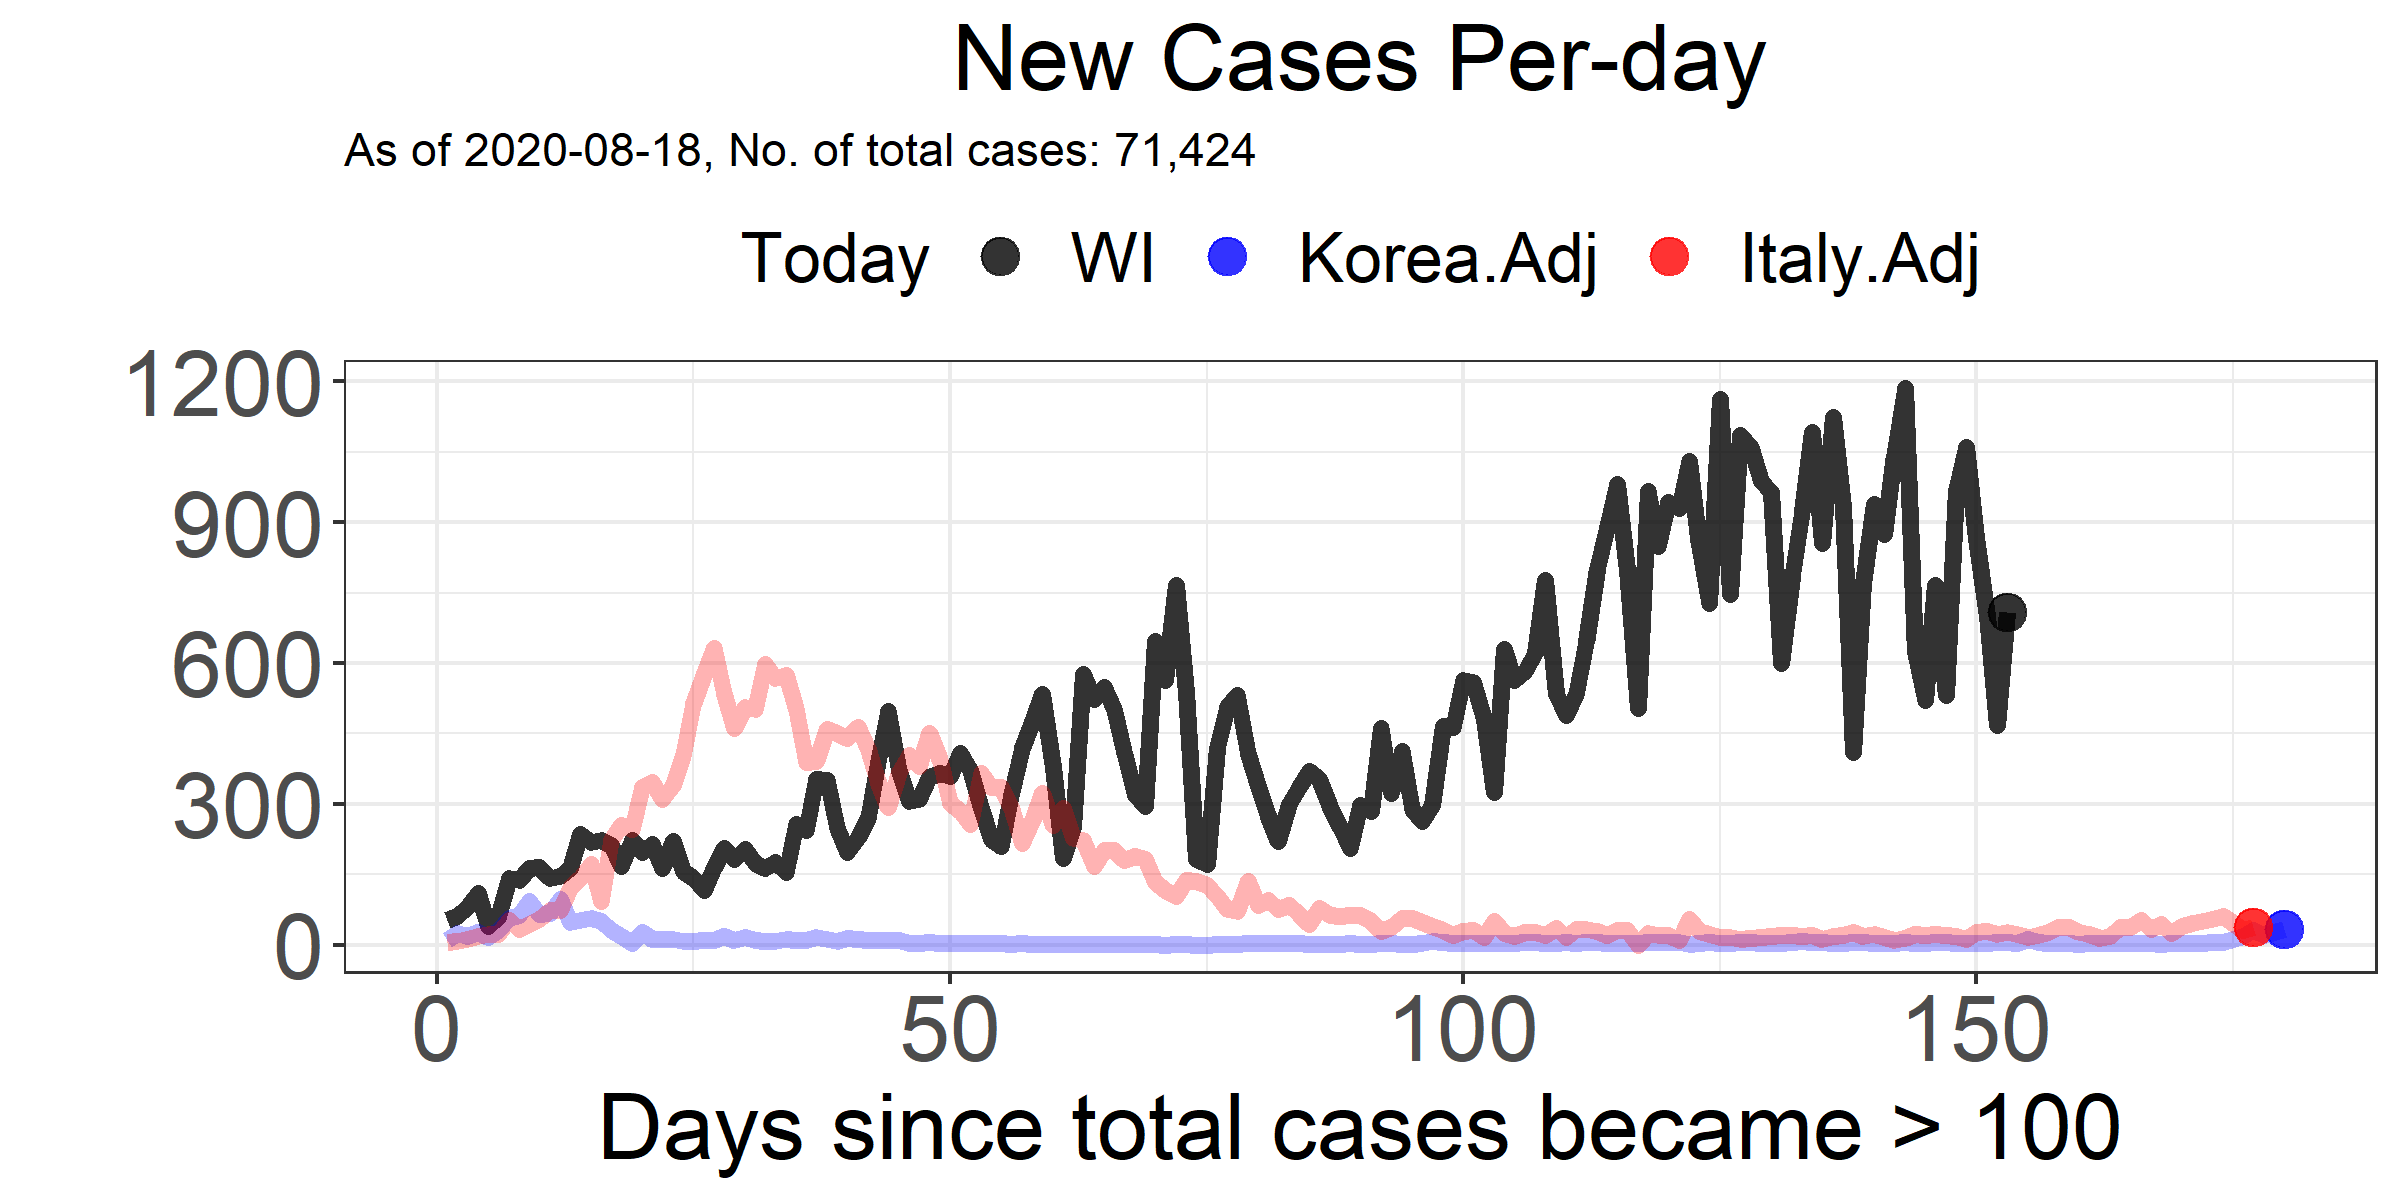 New Cases Per-day
As of 2020-08-18, No. of total cases: 71,424
Today WI Korea.Adj Italy.Adj
1200
900
600
300
0
0 50 100 150
Days since total cases became > 100